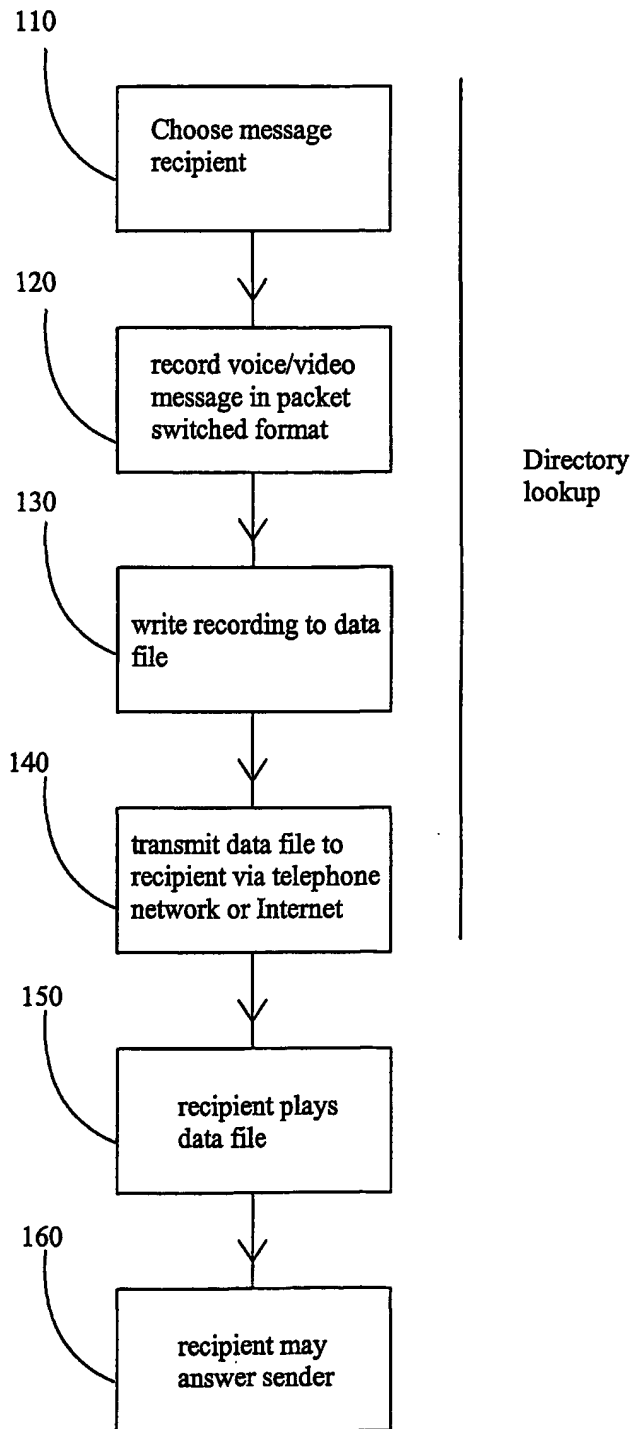 110
Choose message
recipient
120
record voice/video
message in packet
switched format
Directory
lookup
130
write recording to data
file
140
transmit data file to
recipient via telephone
network or Internet
150
recipient plays
data file
160
recipient may
answer sender